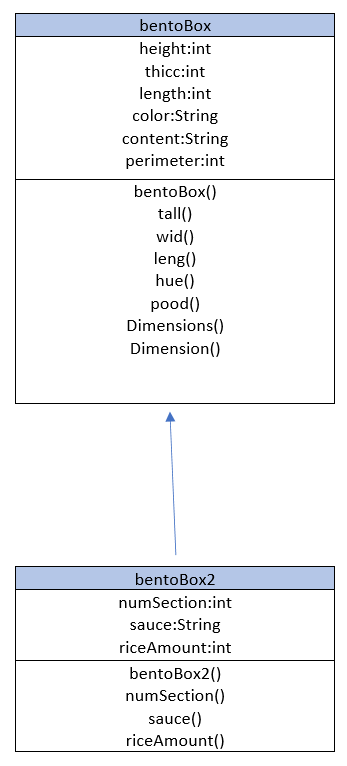 bentoBox
height:int
thicc:int
length:int
color:String
content:String
perimeter:int
bentoBox()
tall()
wid()
leng()
hue()
pood()
Dimensions()
Dimension()
bentoBox2
numSection:int
sauce:String
riceAmount:int
bentoBox2()
numSection()
sauce()
riceAmount()